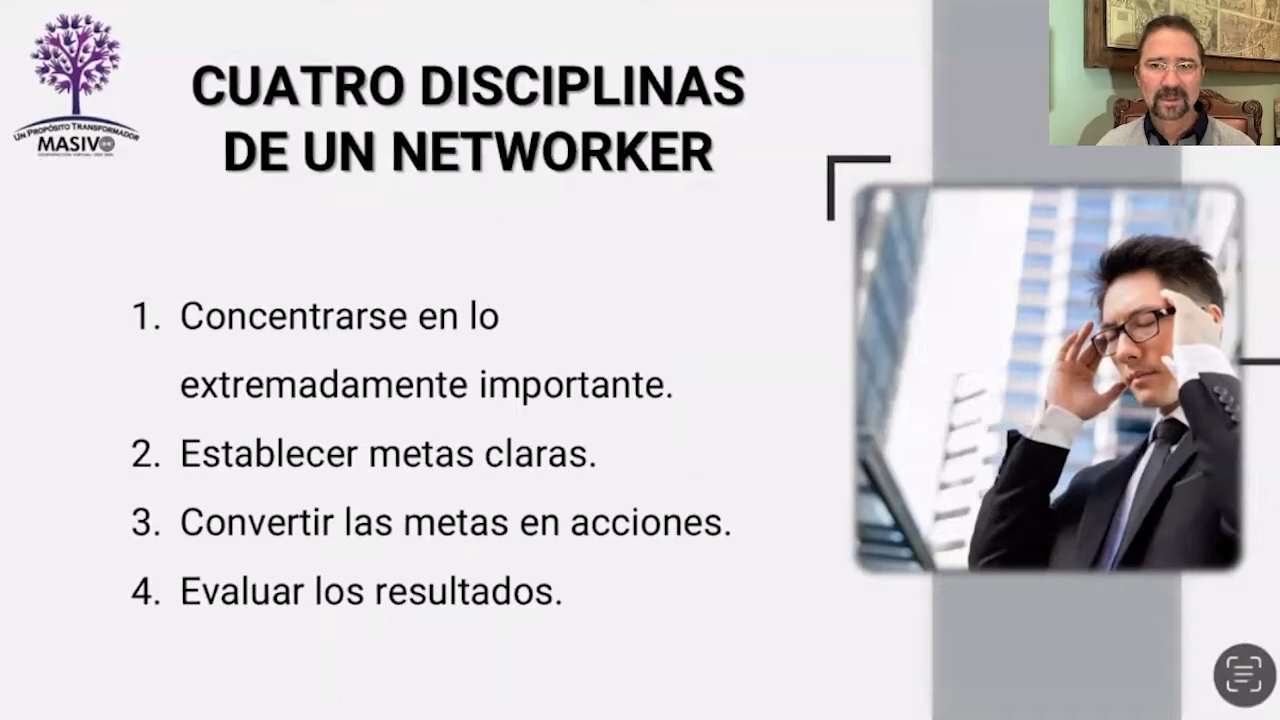 UN PROPÓSITO TRANSFORMADOR
MASIVO
CUATRO DISCIPLINAS
DE UN NETWORKER
1. Concentrarse en lo
extremadamente importante.
2. Establecer metas claras.
3. Convertir las metas en acciones.
4. Evaluar los resultados.